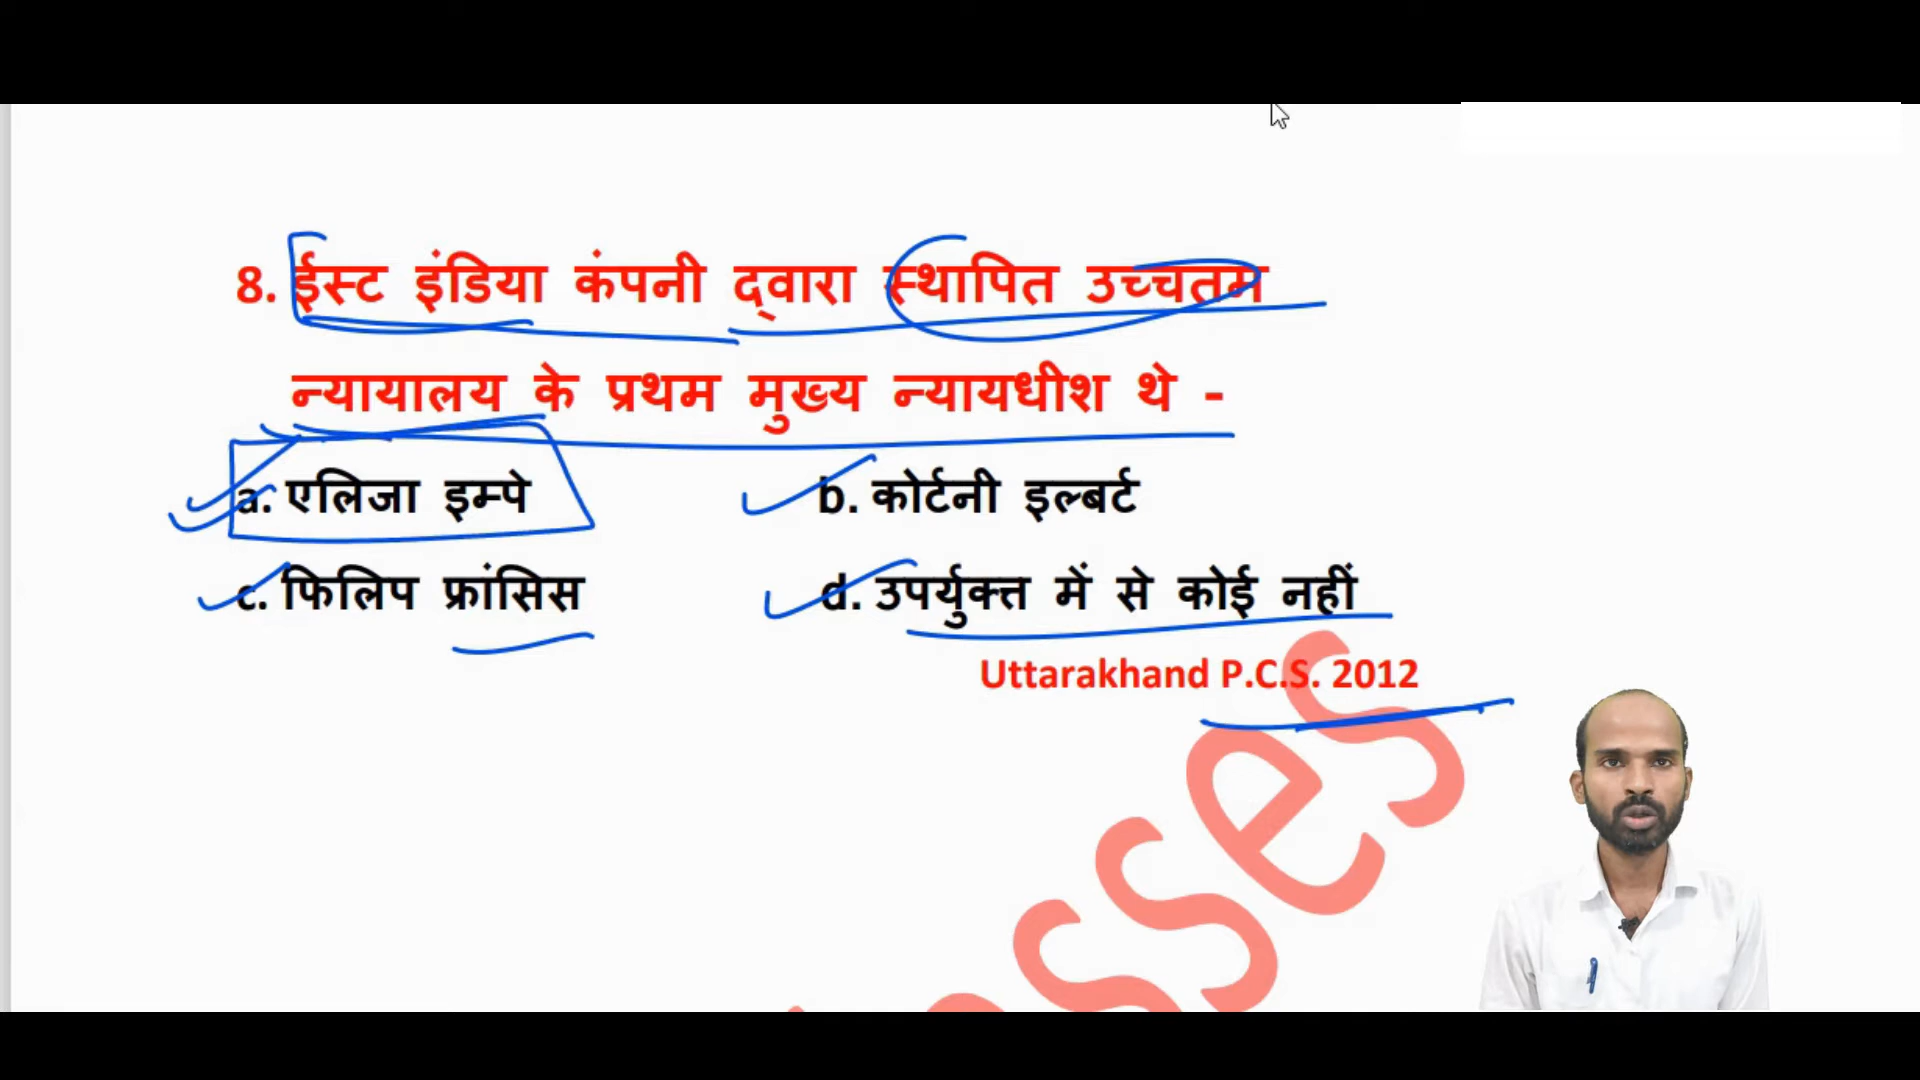 8. ईस्ट इंडिया कंपनी द्वारा स्थापित उच्चतम
न्यायालय के प्रथम मुख्य न्यायधीश थे -
a. एलिजा इम्पे b. कोर्टनी इल्बर्ट
c. फिलिप फ्रांसिस d. उपर्युक्त में से कोई नहीं
Uttarakhand P.C.S. 2012